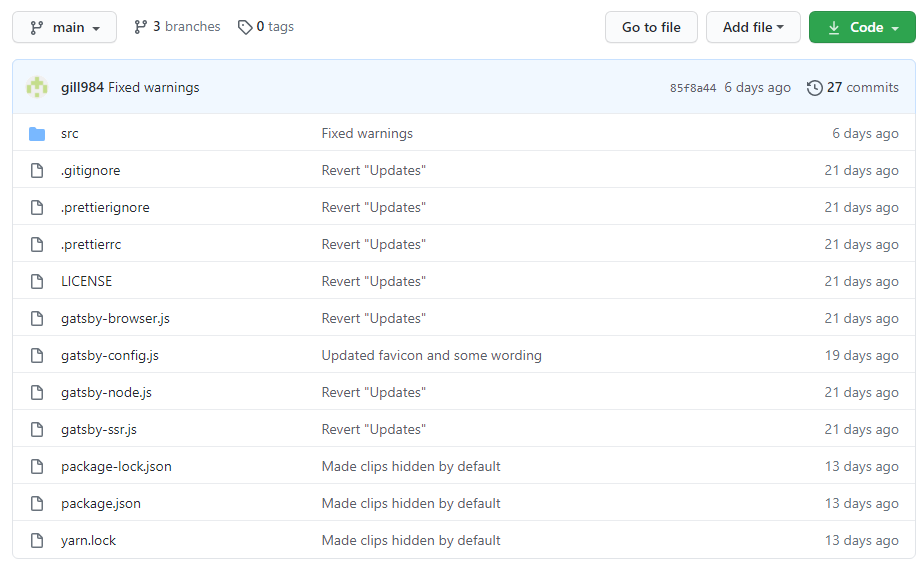 main 3 branches 0 tags Go to file Add file Code
gill984 Fixed warnings 85f8a44 6 days ago 27 commits
src Fixed warnings 6 days ago
.gitignore Revert "Updates" 21 days ago
.prettierignore Revert "Updates" 21 days ago
.prettierrc Revert "Updates" 21 days ago
LICENSE Revert "Updates" 21 days ago
gatsby-browser.js Revert "Updates" 21 days ago
gatsby-config.js Updated favicon and some wording 19 days ago
gatsby-node.js Revert "Updates" 21 days ago
gatsby-ssr.js Revert "Updates" 21 days ago
package-lock.json Made clips hidden by default 13 days ago
package.json Made clips hidden by default 13 days ago
yarn.lock Made clips hidden by default 13 days ago